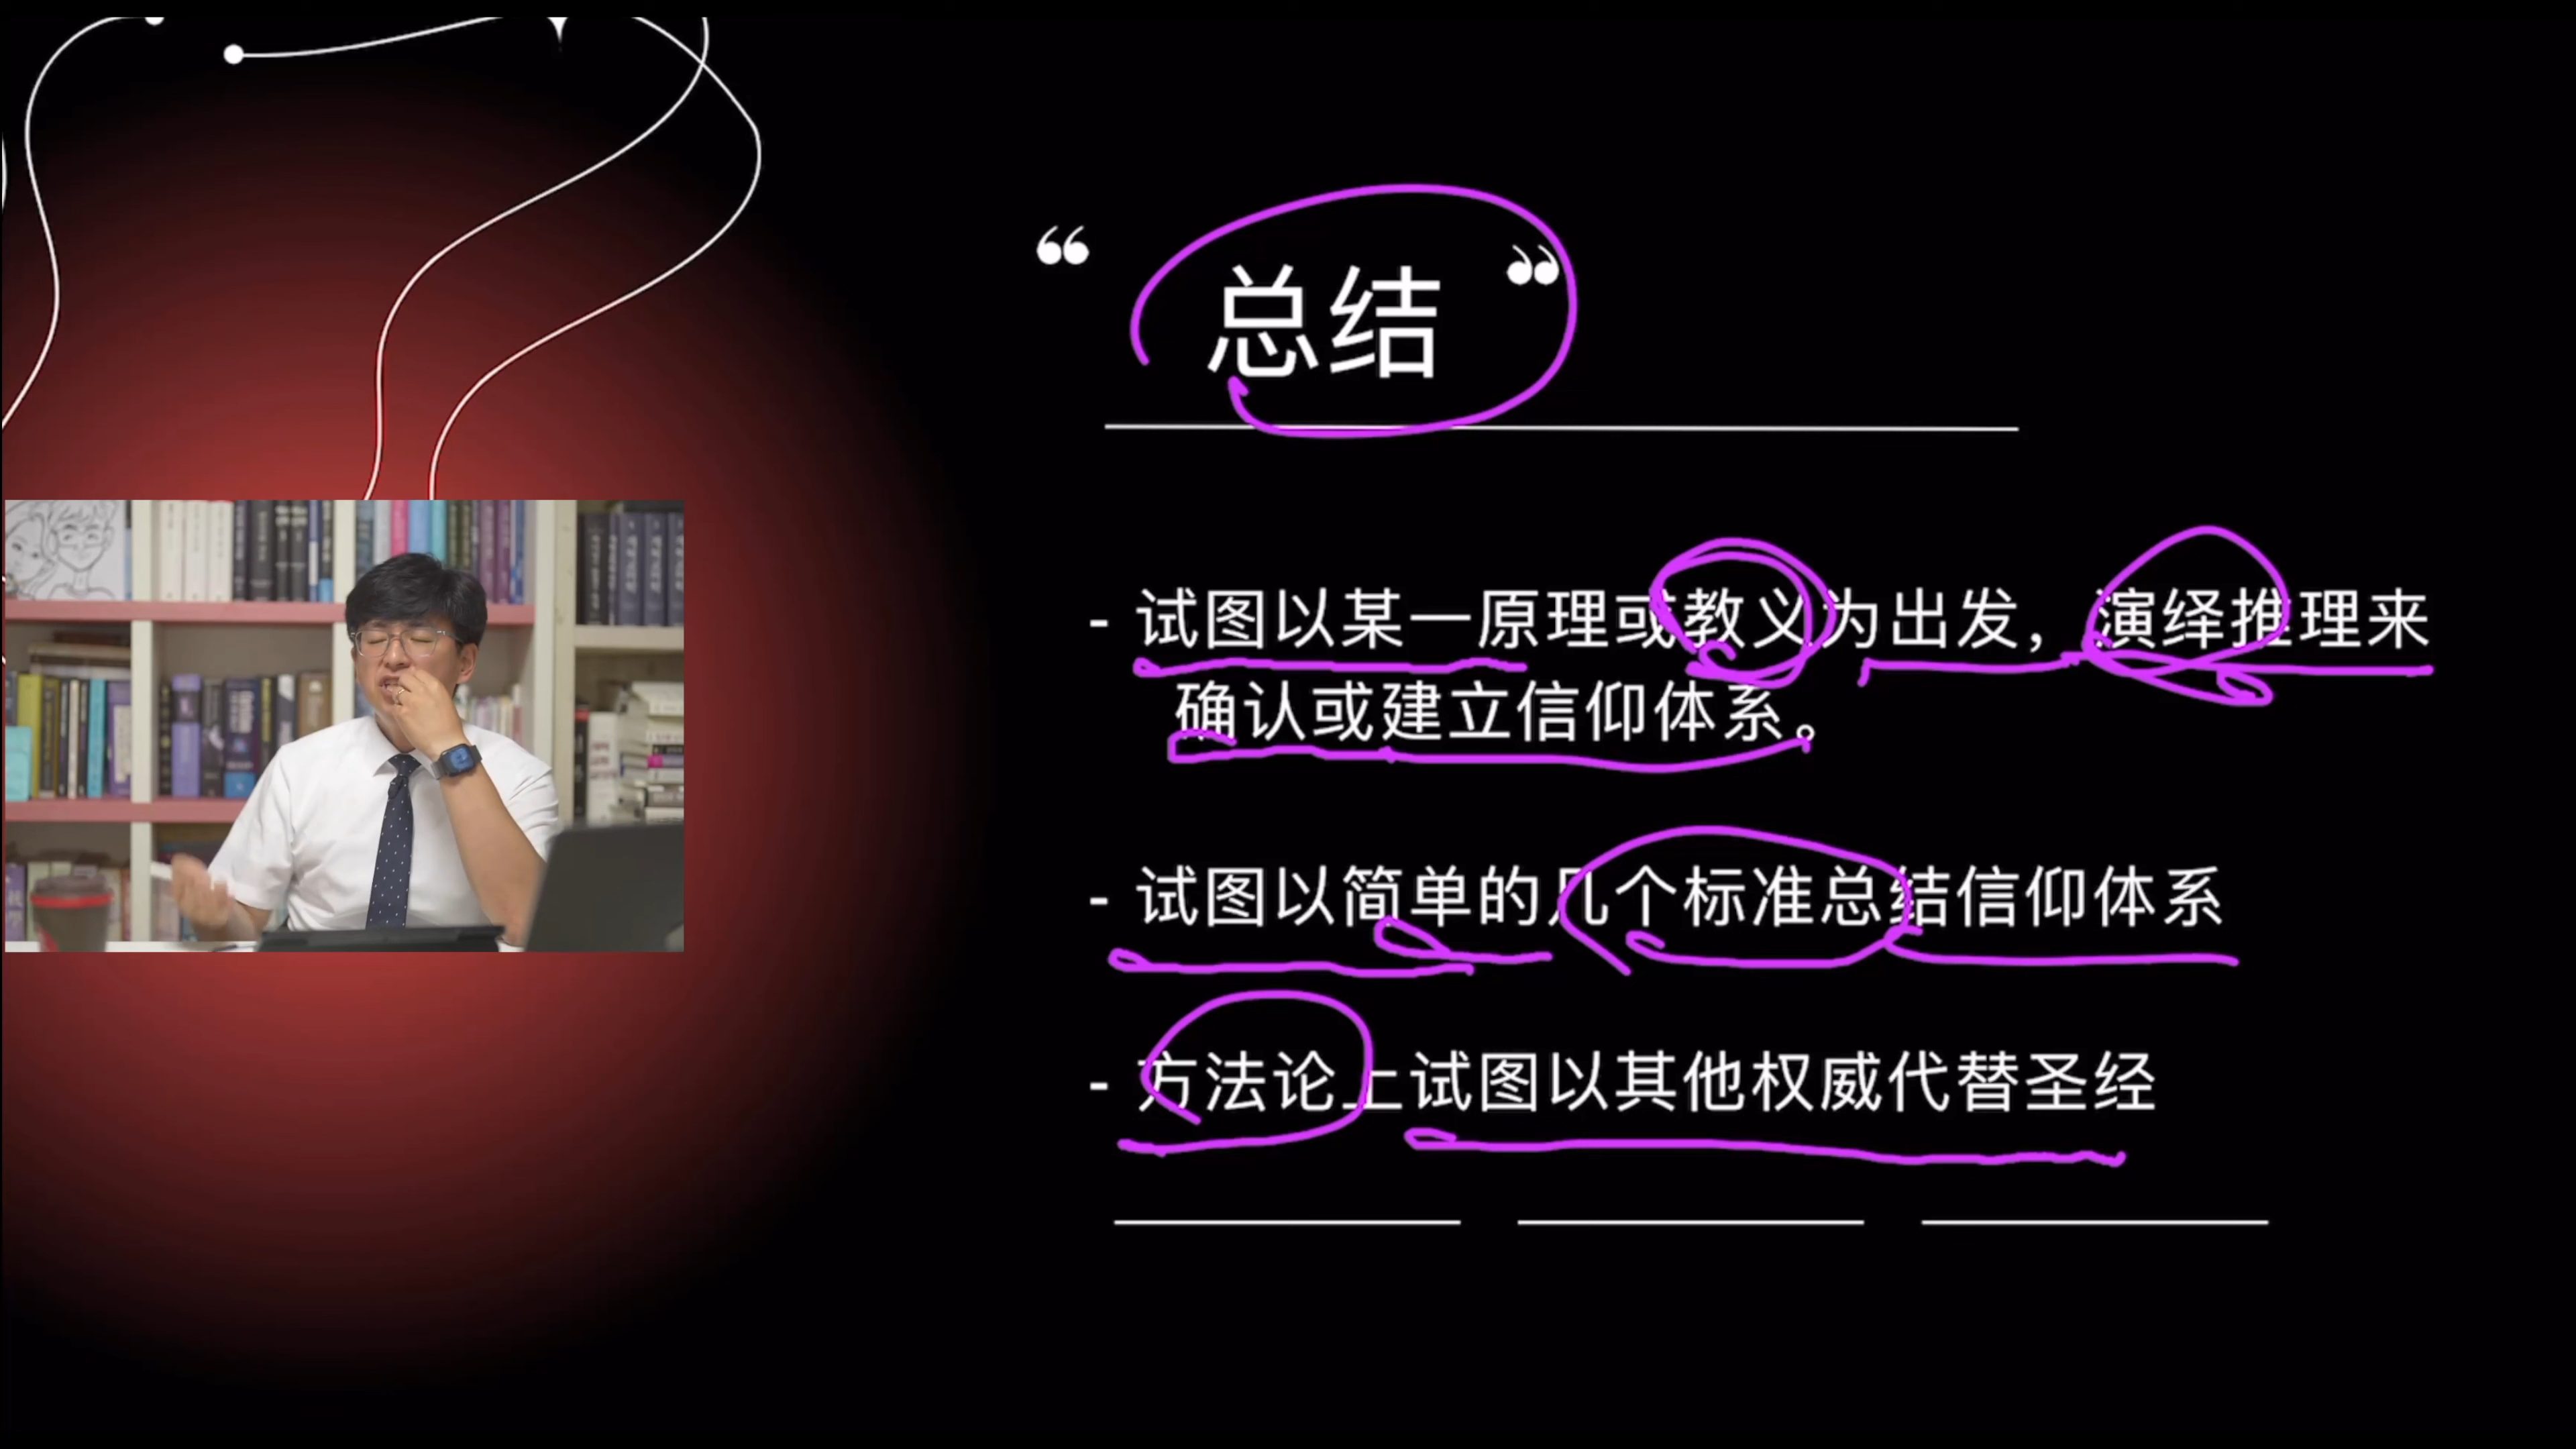 “ 总结 ”
- 试图以某一原理或教义为出发，演绎推理来
确认或建立信仰体系。
- 试图以简单的几个标准总结信仰体系
- 方法论上试图以其他权威代替圣经